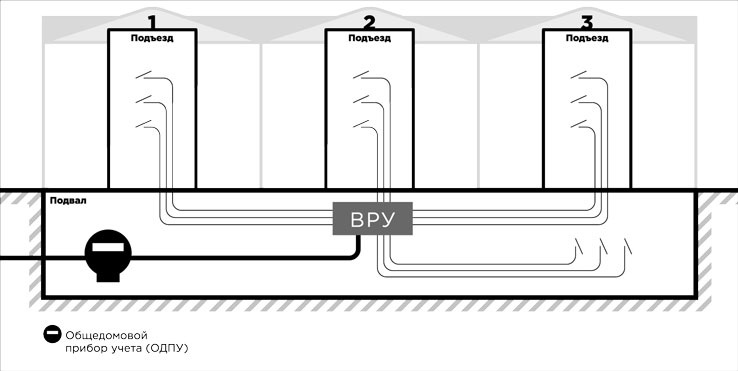 1
2
3
Подъезд
Подъезд
Подъезд
Подвал
ВРУ
Общедомовой
прибор учета (ОДПУ)